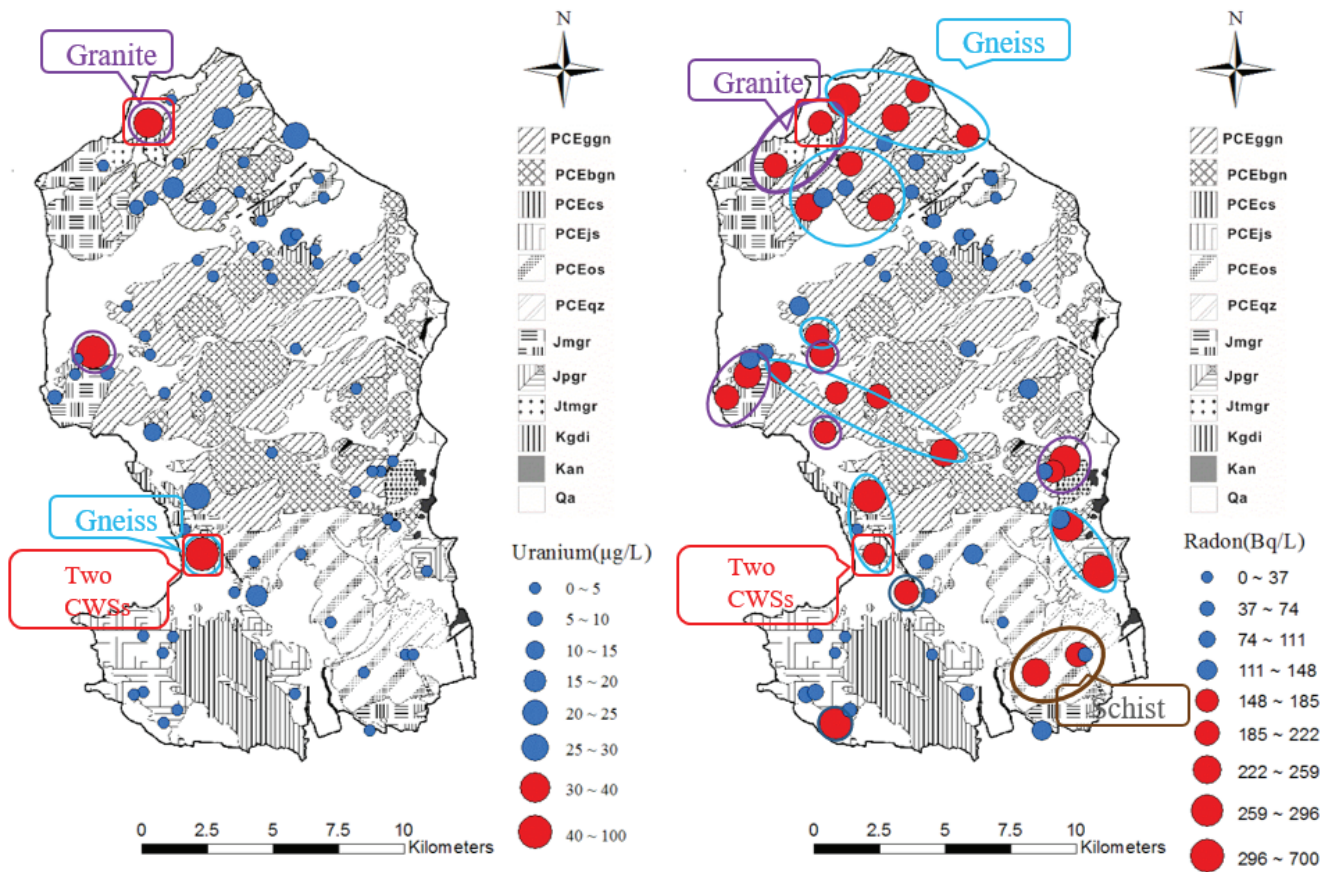 N
Granite
PCEggn
PCEbgn
PCEcs
PCEjs
PCEos
PCEqz
Jmgr
Jpgr
Jtmgr
Kgdi
Kan
Qa
Gneiss
Two
CWSs
Uranium(µg/L)
0 ~ 5
5 ~ 10
10 ~ 15
15 ~ 20
20 ~ 25
25 ~ 30
30 ~ 40
40 ~ 100
0 2.5 5 10
Kilometers
N
Gneiss
Granite
PCEggn
PCEbgn
PCEcs
PCEjs
PCEos
PCEqz
Jmgr
Jpgr
Jtmgr
Kgdi
Kan
Qa
Two
CWSs
Schist
Radon(Bq/L)
0 ~ 37
37 ~ 74
74 ~ 111
111 ~ 148
148 ~ 185
185 ~ 222
222 ~ 259
259 ~ 296
296 ~ 700
0 2.5 5 10
Kilometers